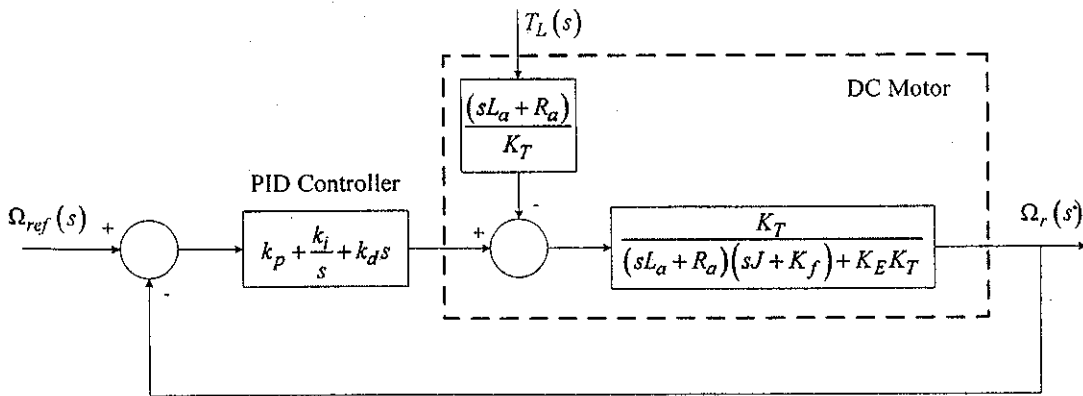 T_L(s)
DC Motor
(sL_a + R_a)
K_T
PID Controller
-
Ω_ref(s)
+
k_p + k_i/s + k_d s
+
K_T
(sL_a + R_a)(sJ + K_f) + K_E K_T
Ω_r(s)
-